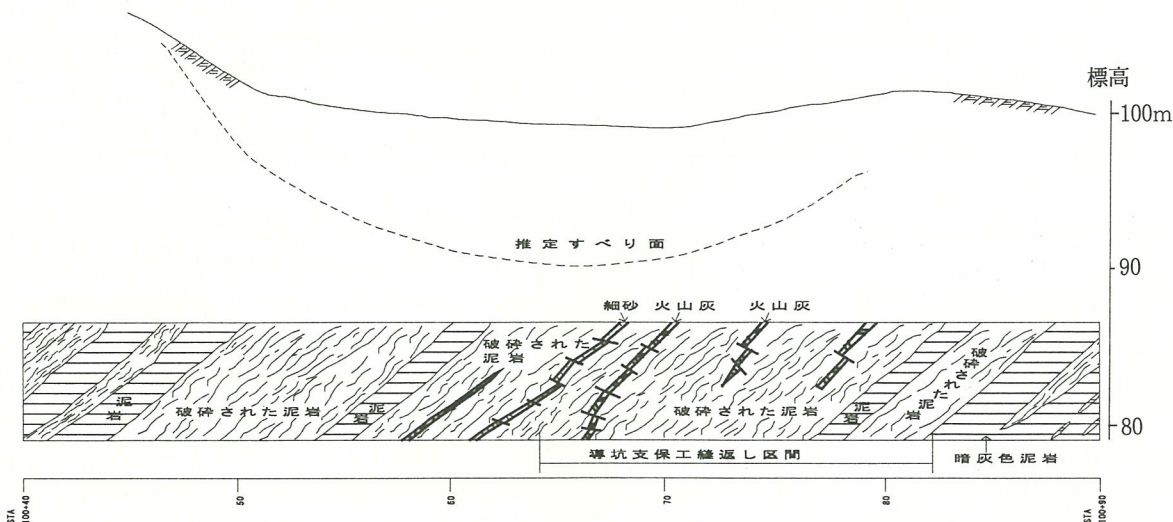 標高
100m
推定すべり面
90
細砂
火山灰
火山灰
破砕された
泥岩
破砕された泥岩
泥岩
破砕された泥岩
泥岩
破砕された泥岩
泥岩
80
導坑支保工縫返し区間
暗灰色泥岩
STA
100+40
50
60
70
80
STA
100+90